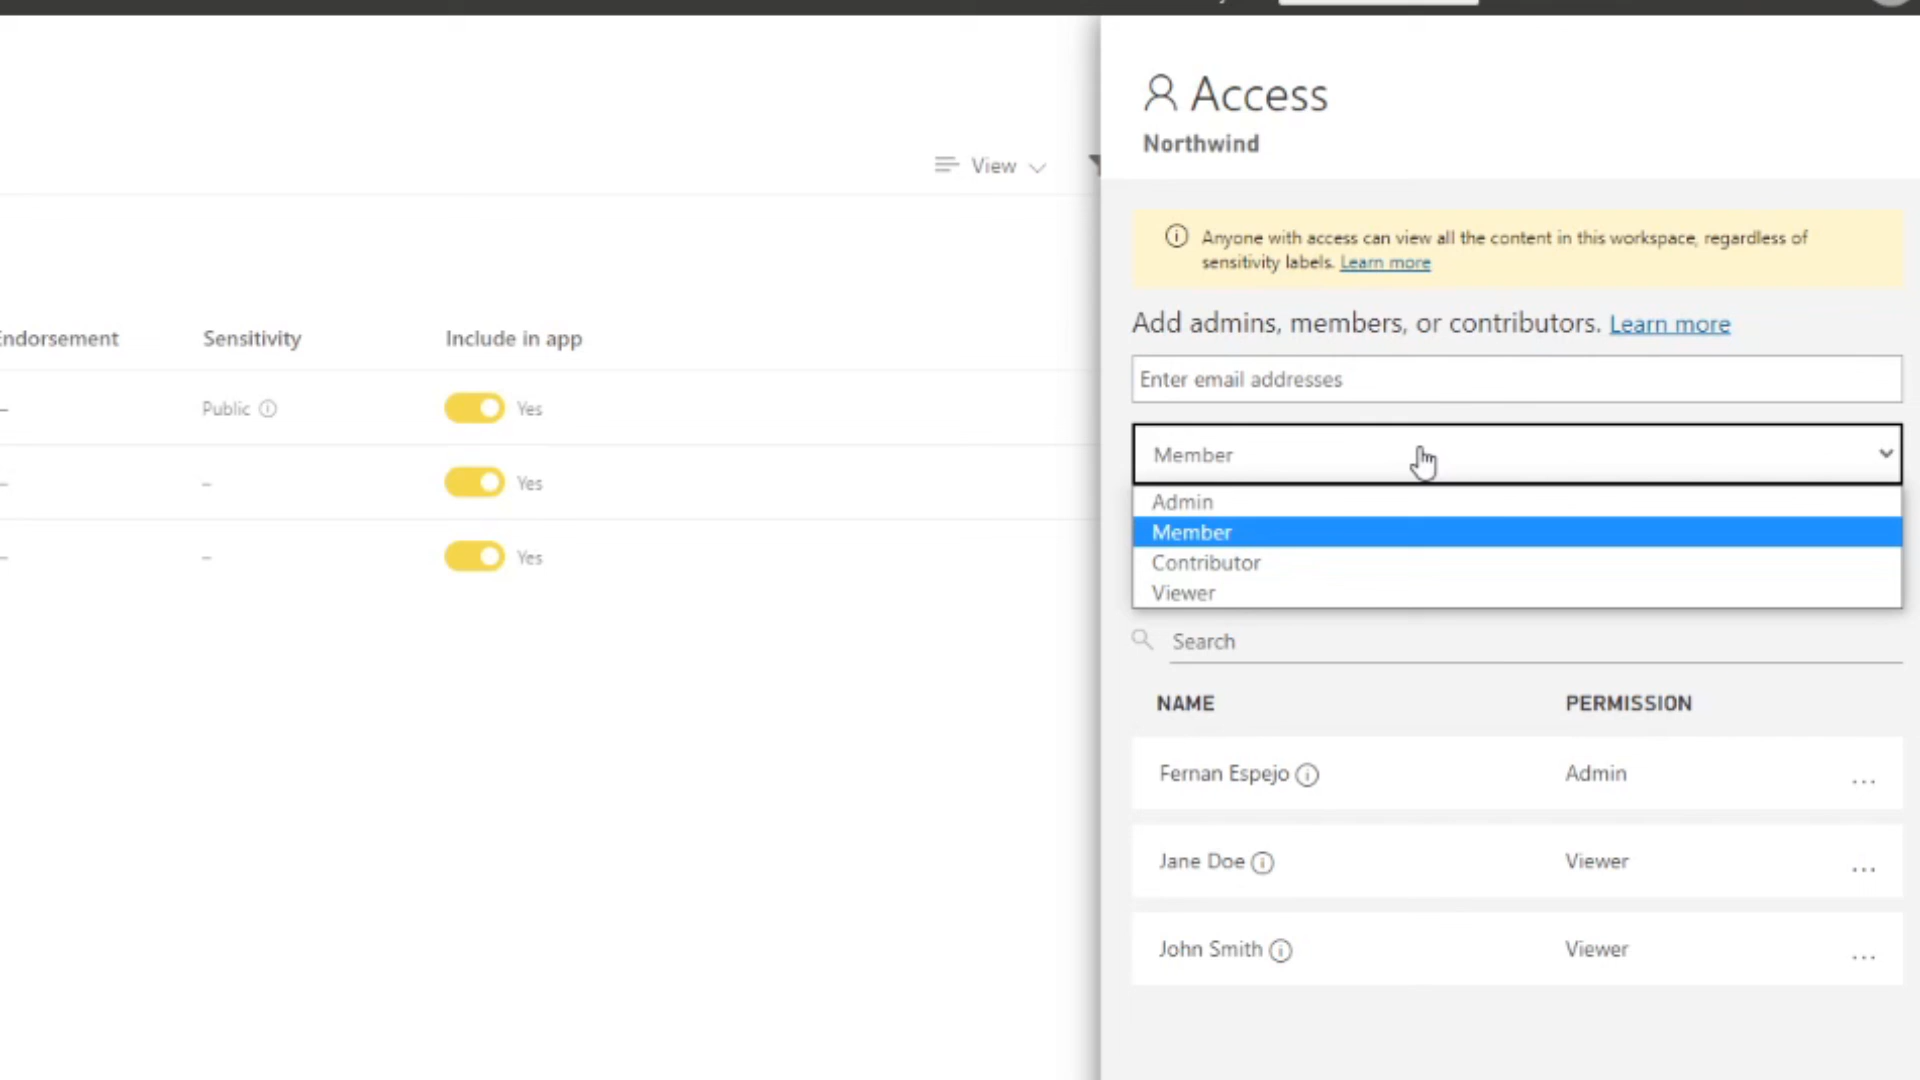 View
Endorsement Sensitivity Include in app
– Public Yes
– – Yes
– – Yes
Access
Northwind
Anyone with access can view all the content in this workspace, regardless of
sensitivity labels. Learn more
Add admins, members, or contributors. Learn more
Enter email addresses
Member
Admin
Member
Contributor
Viewer
Search
NAME PERMISSION
Fernan Espejo Admin ...
Jane Doe Viewer ...
John Smith Viewer ...